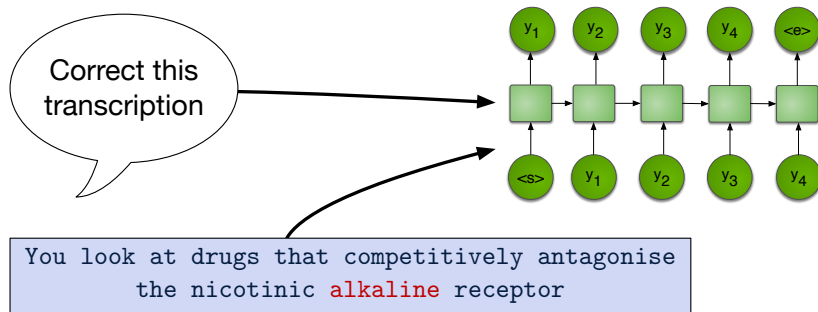 y1 y2 y3 y4 <e>
Correct this
transcription
<s> y1 y2 y3 y4
You look at drugs that competitively antagonise
the nicotinic alkaline receptor